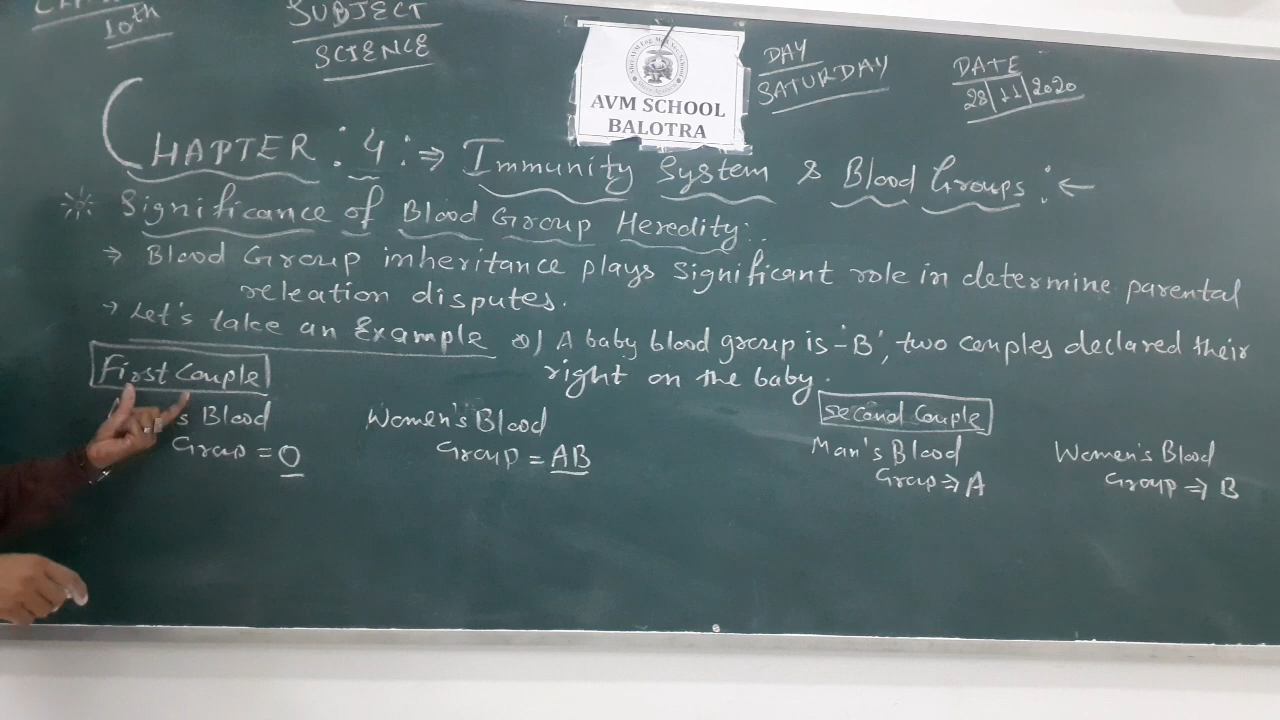 10th
SUBJECT
SCIENCE
AVM SCHOOL
BALOTRA
DAY
SATURDAY
DATE
28|11|2020
CHAPTER : 4 :⇒ Immunity System & Blood Groups :←
Significance of Blood Group Heredity:
→ Blood Group inheritance plays significant role in determine parental
releation disputes.
→ Let's take an Example ०) A baby blood group is -'B', two couples declared their
right on the baby.
First Couple
s Blood
Group = O
Women's Blood
Group = AB
Second Couple
Man's Blood
Group ⇒ A
Women's Blood
Group ⇒ B